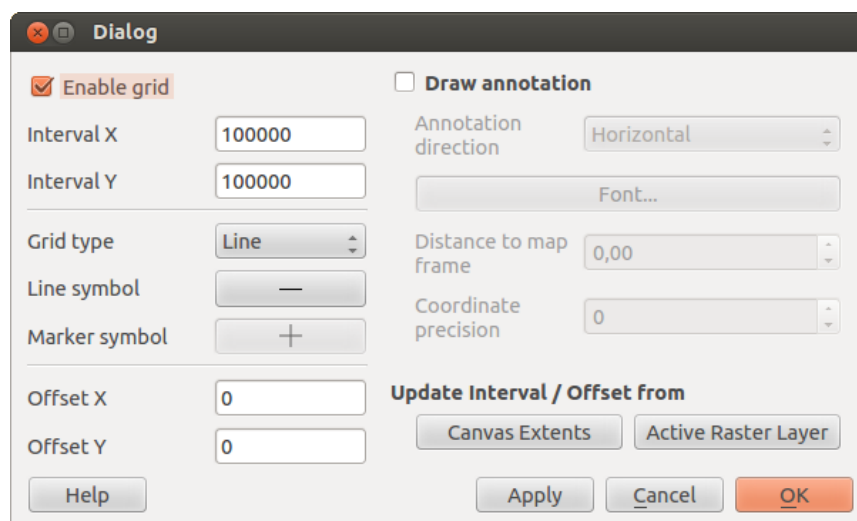 Dialog
Enable grid
Interval X
100000
Interval Y
100000
Grid type
Line
Line symbol
Marker symbol
Offset X
0
Offset Y
0
Help
Draw annotation
Annotation
direction
Horizontal
Font...
Distance to map
frame
0,00
Coordinate
precision
0
Update Interval / Offset from
Canvas Extents
Active Raster Layer
Apply
Cancel
OK